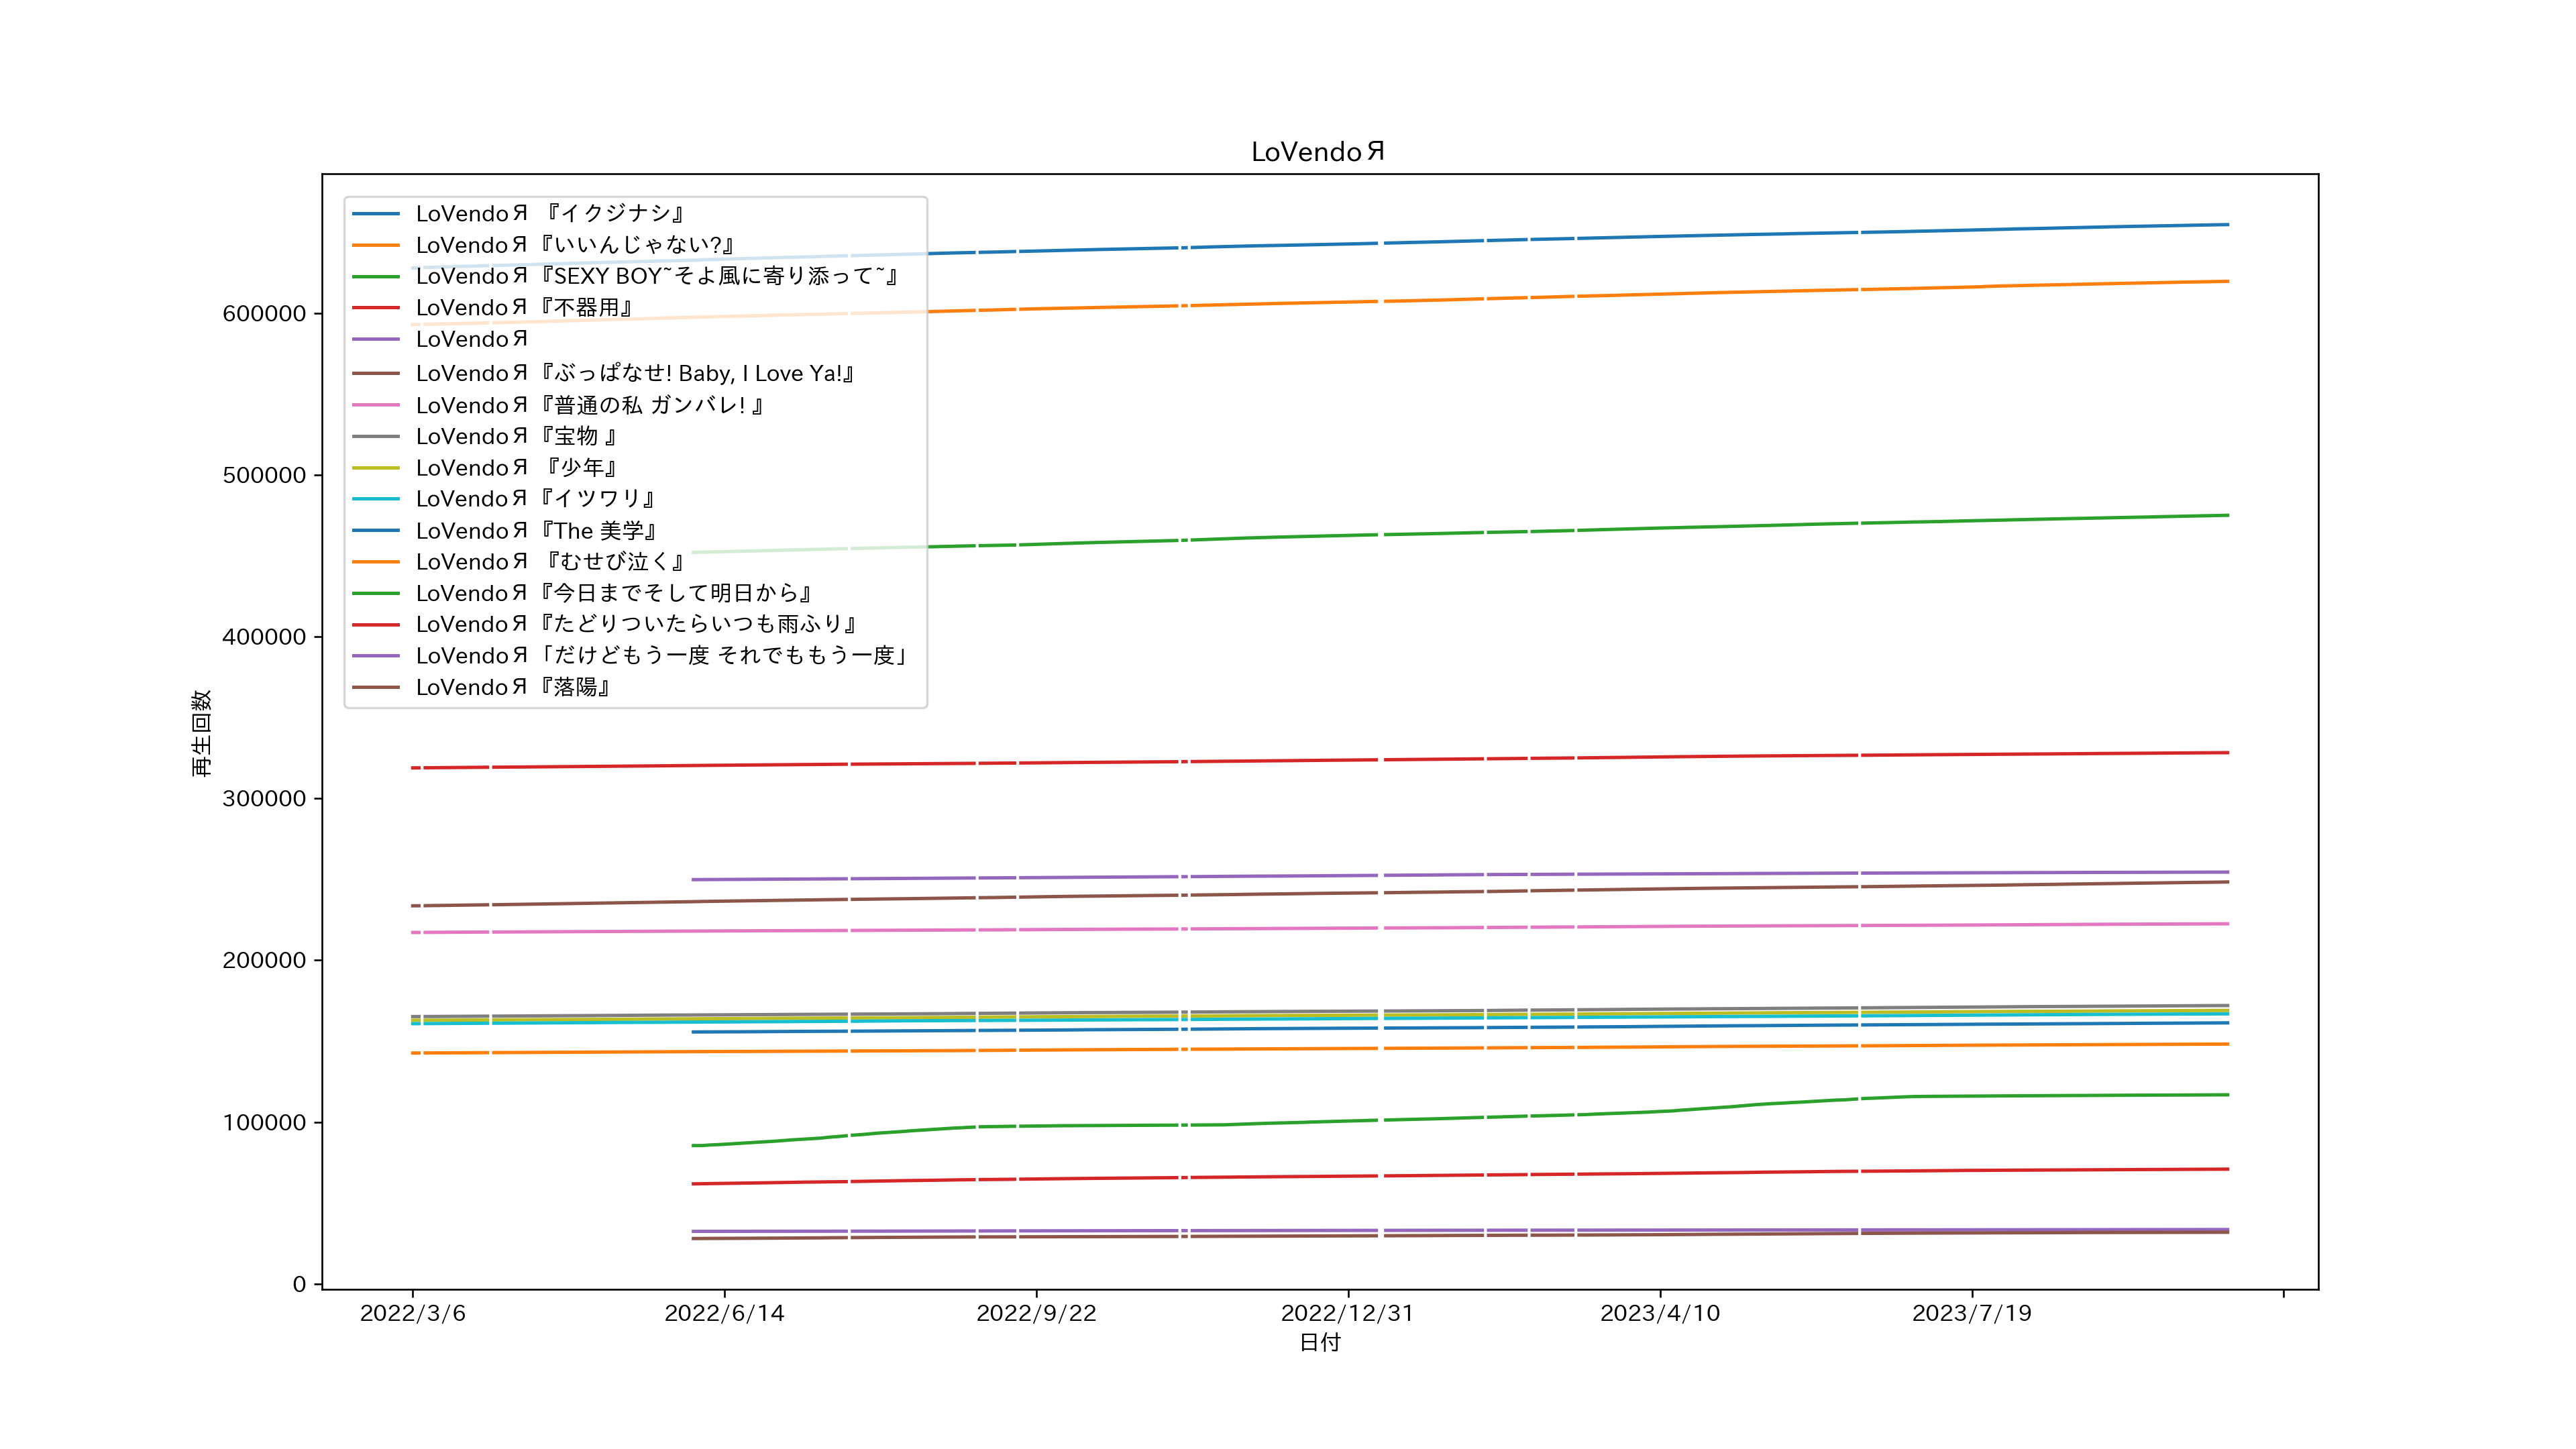 LoVendoЯ
LoVendoЯ 『イクジナシ』
LoVendoЯ『いいんじゃない?』
LoVendoЯ『SEXY BOY~そよ風に寄り添って~』
LoVendoЯ『不器用』
LoVendoЯ
LoVendoЯ『ぶっぱなせ! Baby, I Love Ya!』
LoVendoЯ『普通の私 ガンバレ! 』
LoVendoЯ『宝物 』
LoVendoЯ 『少年』
LoVendoЯ『イツワリ』
LoVendoЯ『The 美学』
LoVendoЯ 『むせび泣く』
LoVendoЯ『今日までそして明日から』
LoVendoЯ『たどりついたらいつも雨ふり』
LoVendoЯ「だけどもう一度 それでももう一度」
LoVendoЯ『落陽』
600000
500000
400000
300000
200000
100000
0
再生回数
2022/3/6
2022/6/14
2022/9/22
2022/12/31
2023/4/10
2023/7/19
日付